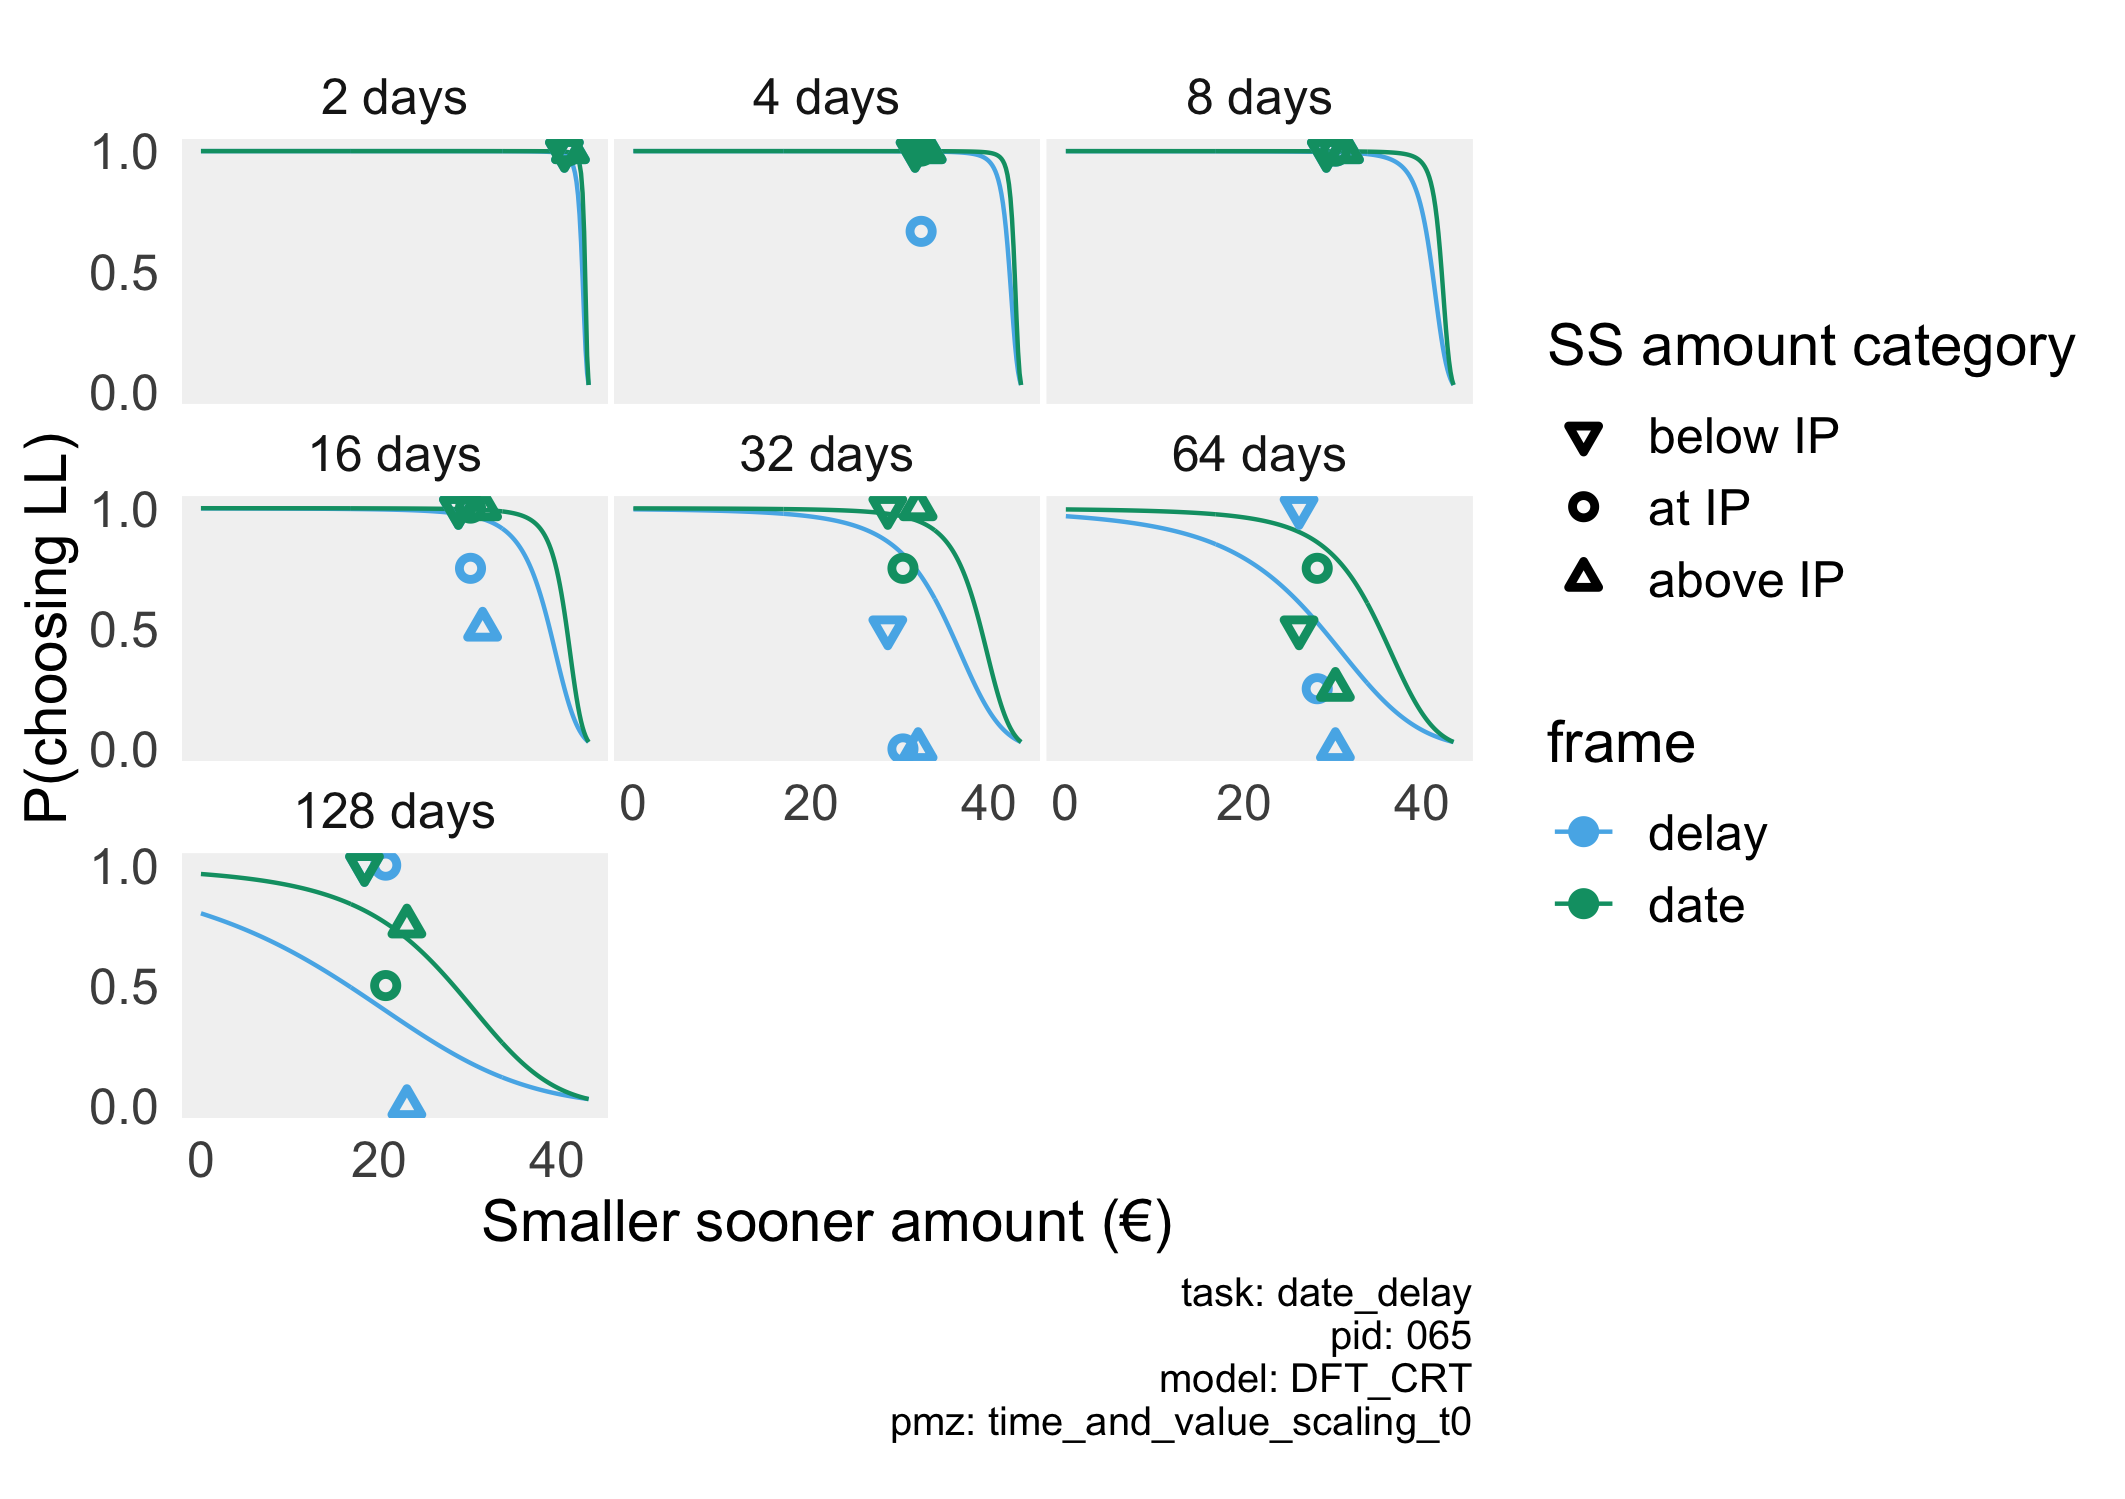 2 days
4 days
8 days
1.0
0.5
0.0
16 days
32 days
64 days
1.0
0.5
0.0
0 20 40
0 20 40
128 days
1.0
0.5
0.0
0 20 40
P(choosing LL)
Smaller sooner amount (€)
SS amount category
below IP
at IP
above IP
frame
delay
date
task: date_delay
pid: 065
model: DFT_CRT
pmz: time_and_value_scaling_t0